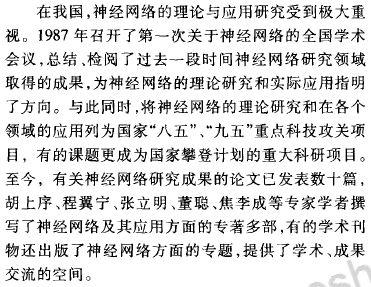 在我国,神经网络的理论与应用研究受到极大重
视。1987年召开了第一次关于神经网络的全国学术
会议,总结、检阅了过去一段时间神经网络研究领域
取得的成果,为神经网络的理论研究和实际应用指明
了方向。与此同时,将神经网络的理论研究和在各个
领域的应用列为国家“八五”、“九五”重点科技攻关项
目，有的课题更成为国家攀登计划的重大科研项目。
至今，有关神经网络研究成果的论文已发表数十篇,
胡上序、程翼宁、张立明、董聪、焦李成等专家学者撰
写了神经网络及其应用方面的专著多部,有的学术刊
物还出版了神经网络方面的专题,提供了学术、成果
交流的空间。